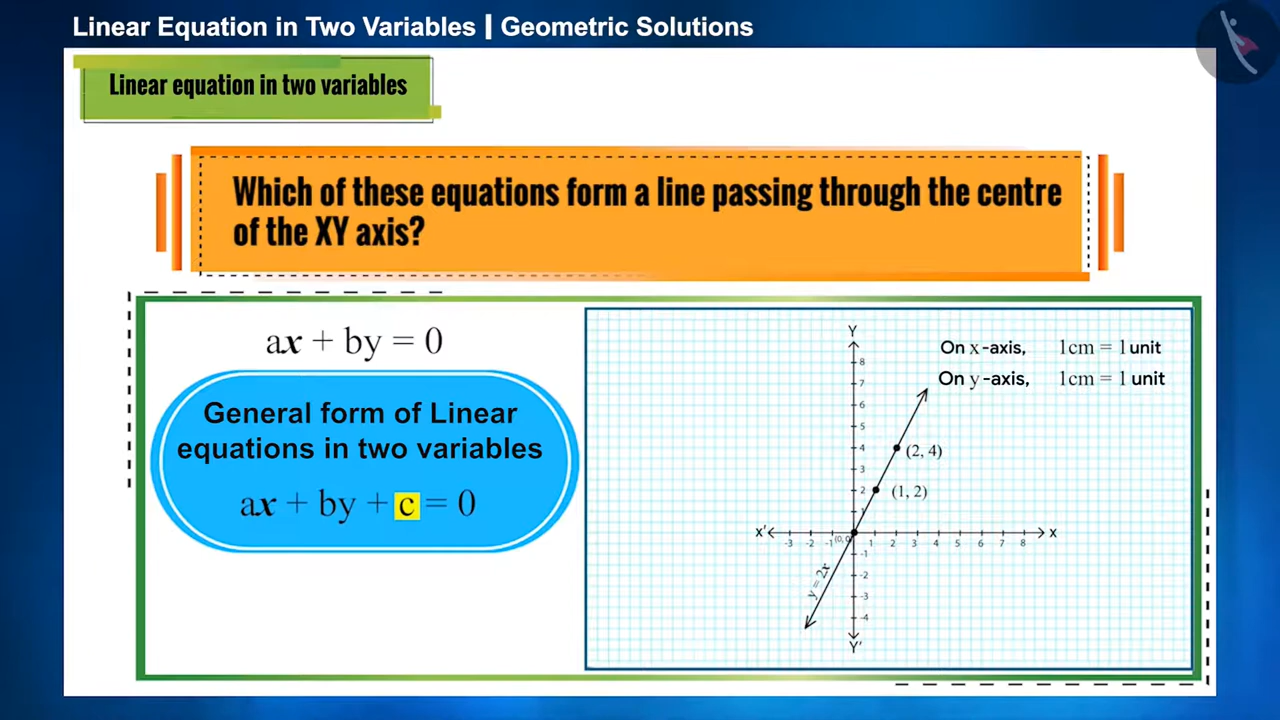 Linear Equation in Two Variables | Geometric Solutions
Linear equation in two variables
Which of these equations form a line passing through the centre
of the XY axis?
ax + by = 0
General form of Linear
equations in two variables
ax + by + c = 0
On x-axis, 1cm = 1 unit
On y-axis, 1cm = 1 unit
Y
8
7
6
5
4
3
2
1
(2, 4)
(1, 2)
X' -3 -2 -1 (0, 0) 1 2 3 4 5 6 7 8 X
-1
-2
-3
-4
Y'
y = 2x